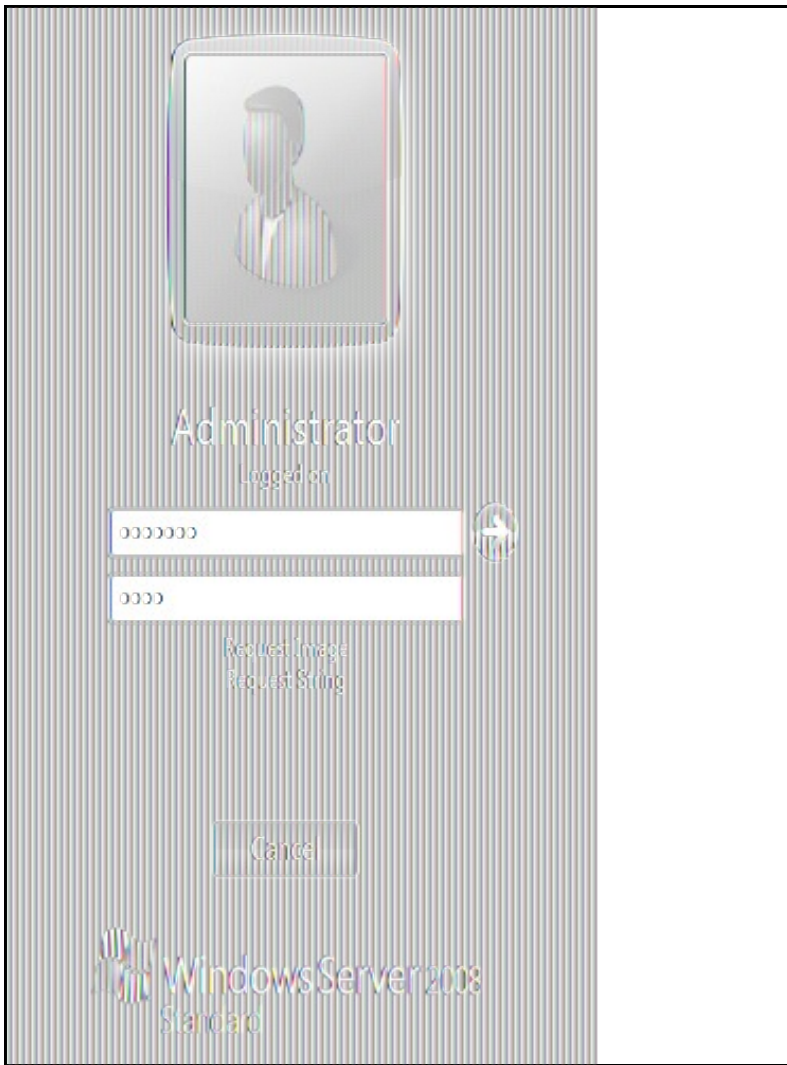 Administrator
Logged on
Request Image
Request String
Cancel
Windows Server 2008
Standard